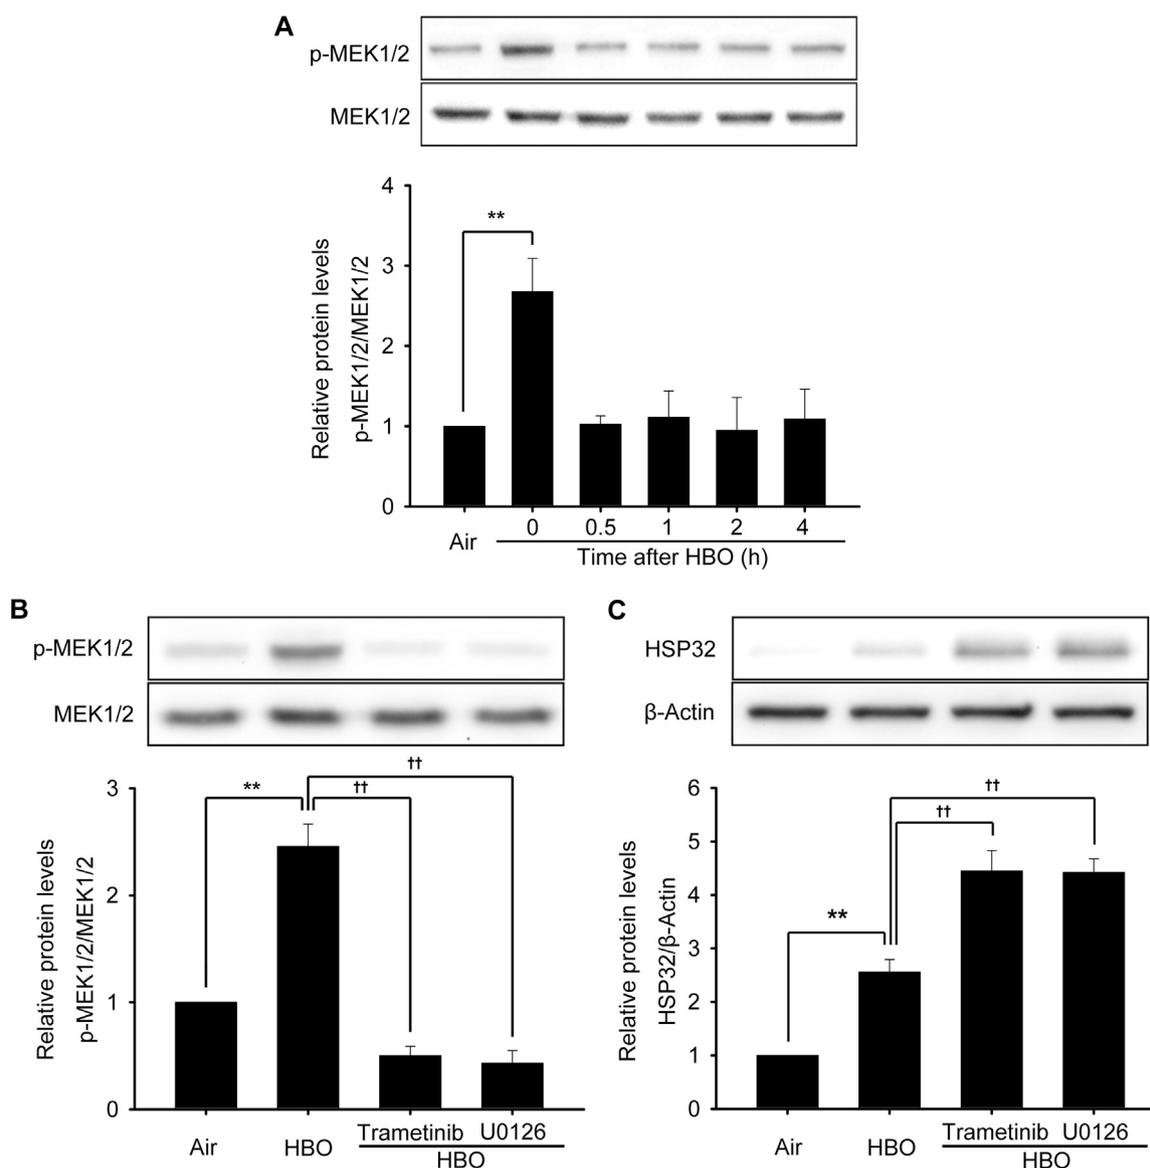 A
p-MEK1/2
MEK1/2
Relative protein levels
p-MEK1/2/MEK1/2
4
3
2
1
0
**
Air
0 0.5 1 2 4
Time after HBO (h)
B
p-MEK1/2
MEK1/2
Relative protein levels
p-MEK1/2/MEK1/2
3
2
1
0
††
** ††
Air HBO Trametinib U0126
HBO
C
HSP32
β-Actin
Relative protein levels
HSP32/β-Actin
6
5
4
3
2
1
0
††
††
**
Air HBO Trametinib U0126
HBO